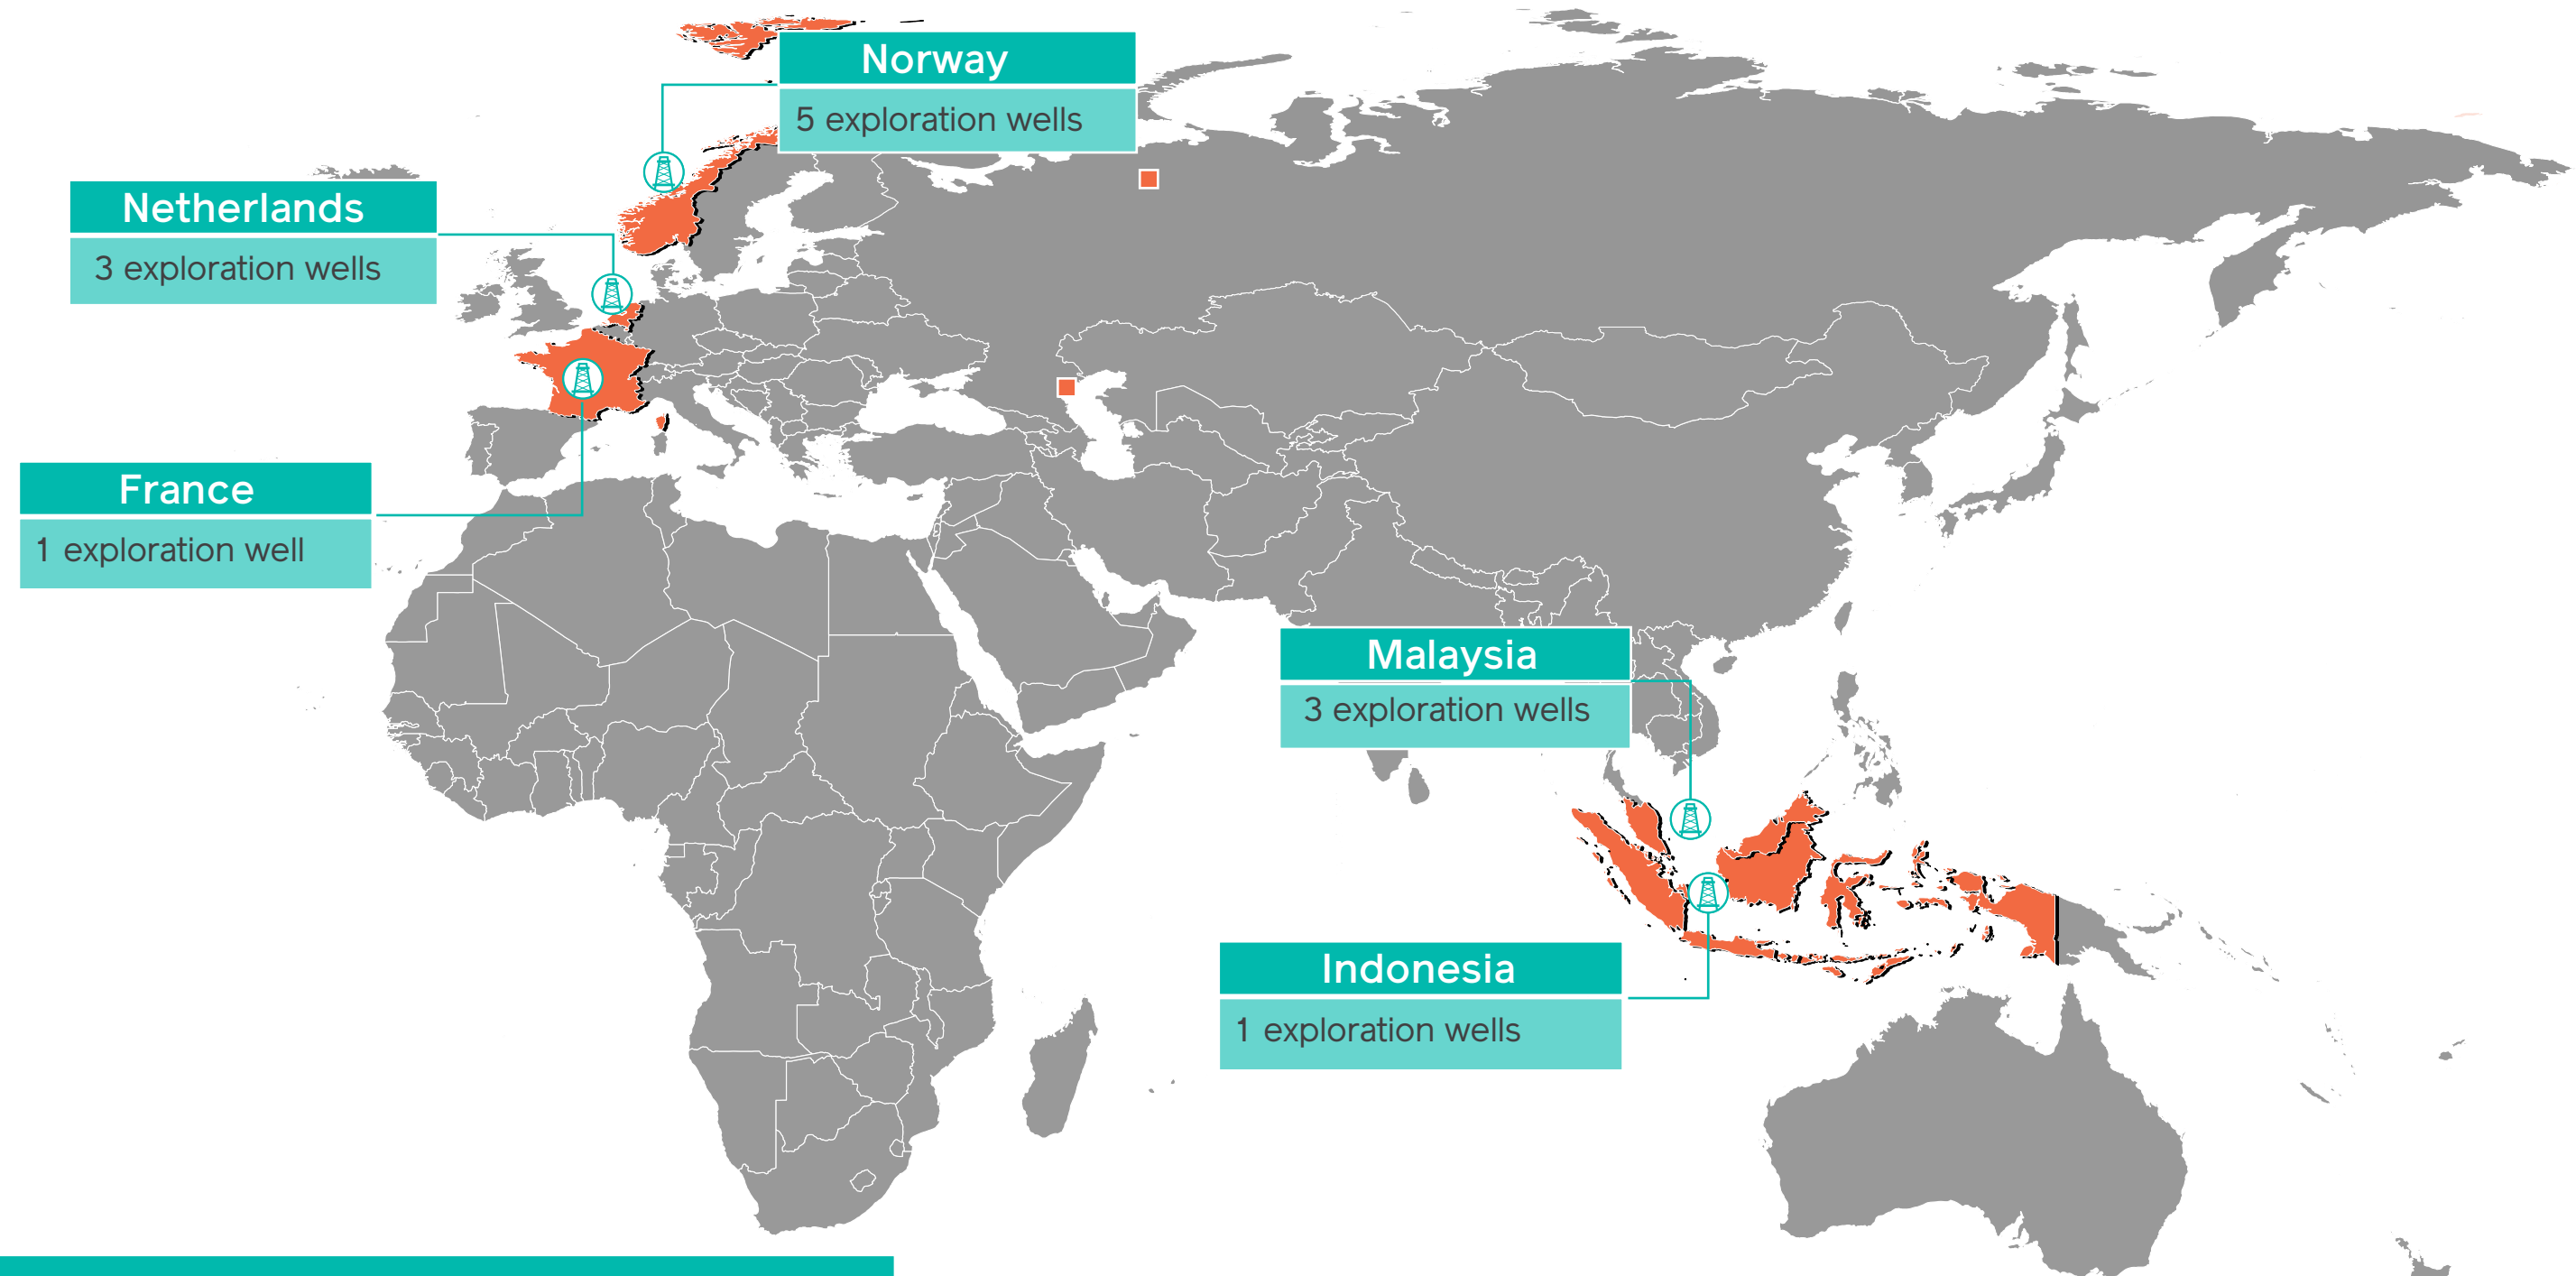 Norway
5 exploration wells
Netherlands
3 exploration wells
France
1 exploration well
Malaysia
3 exploration wells
Indonesia
1 exploration wells